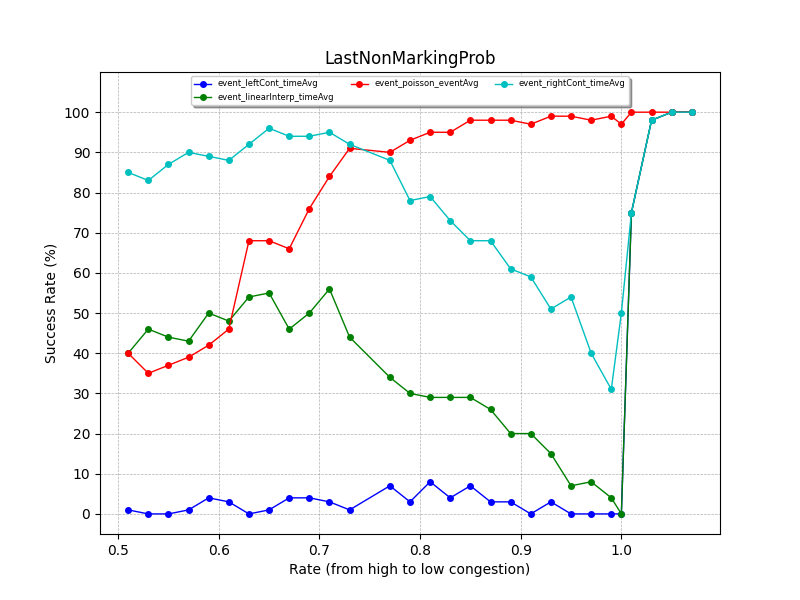 LastNonMarkingProb
event_leftCont_timeAvg
event_linearInterp_timeAvg
event_poisson_eventAvg
event_rightCont_timeAvg
Success Rate (%)
100
90
80
70
60
50
40
30
20
10
0
0.5 0.6 0.7 0.8 0.9 1.0
Rate (from high to low congestion)